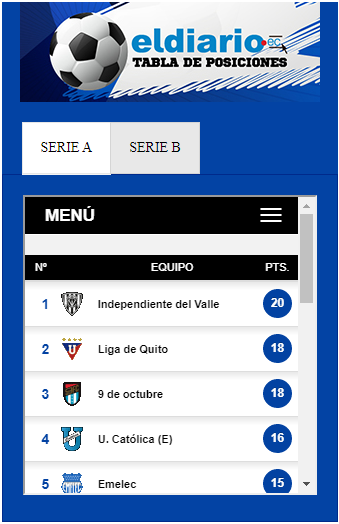 eldiario.ec
TABLA DE POSICIONES
SERIE A SERIE B
MENÚ
Nº EQUIPO PTS.
1 Independiente del Valle 20
2 Liga de Quito 18
3 9 de octubre 18
4 U. Católica (E) 16
5 Emelec 15